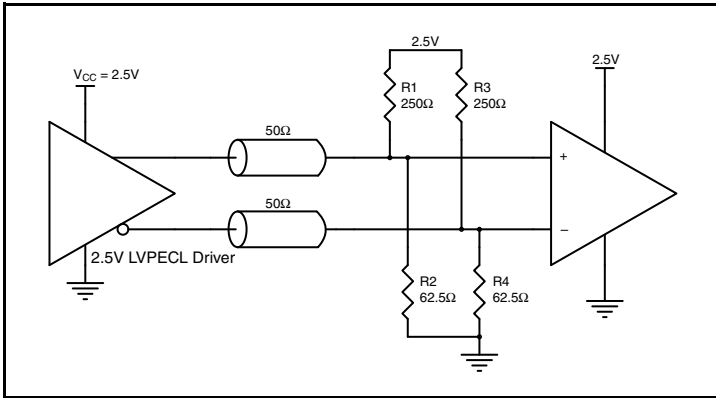 2.5V
V_CC = 2.5V
2.5V
R1
250Ω
R3
250Ω
50Ω
+
50Ω
–
2.5V LVPECL Driver
R2
62.5Ω
R4
62.5Ω